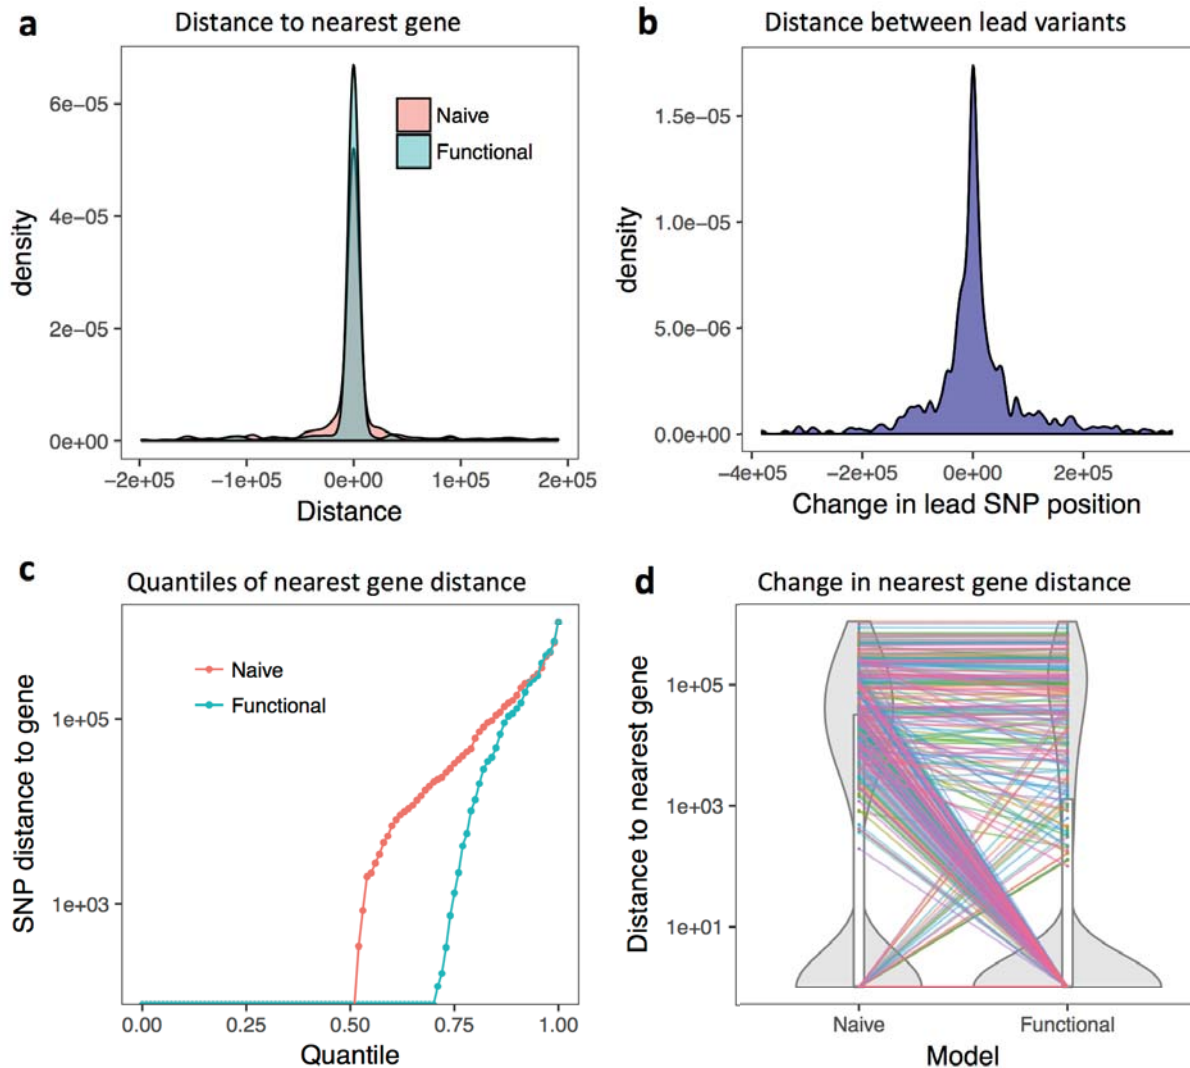 a
Distance to nearest gene
6e−05
4e−05
2e−05
0e+00
density
Naive
Functional
−2e+05
−1e+05
0e+00
1e+05
2e+05
Distance
b
Distance between lead variants
1.5e−05
1.0e−05
5.0e−06
0.0e+00
density
−4e+05
−2e+05
0e+00
2e+05
Change in lead SNP position
c
Quantiles of nearest gene distance
Naive
Functional
1e+05
1e+03
SNP distance to gene
0.00
0.25
0.50
0.75
1.00
Quantile
d
Change in nearest gene distance
1e+05
1e+03
1e+01
Distance to nearest gene
Naive
Functional
Model